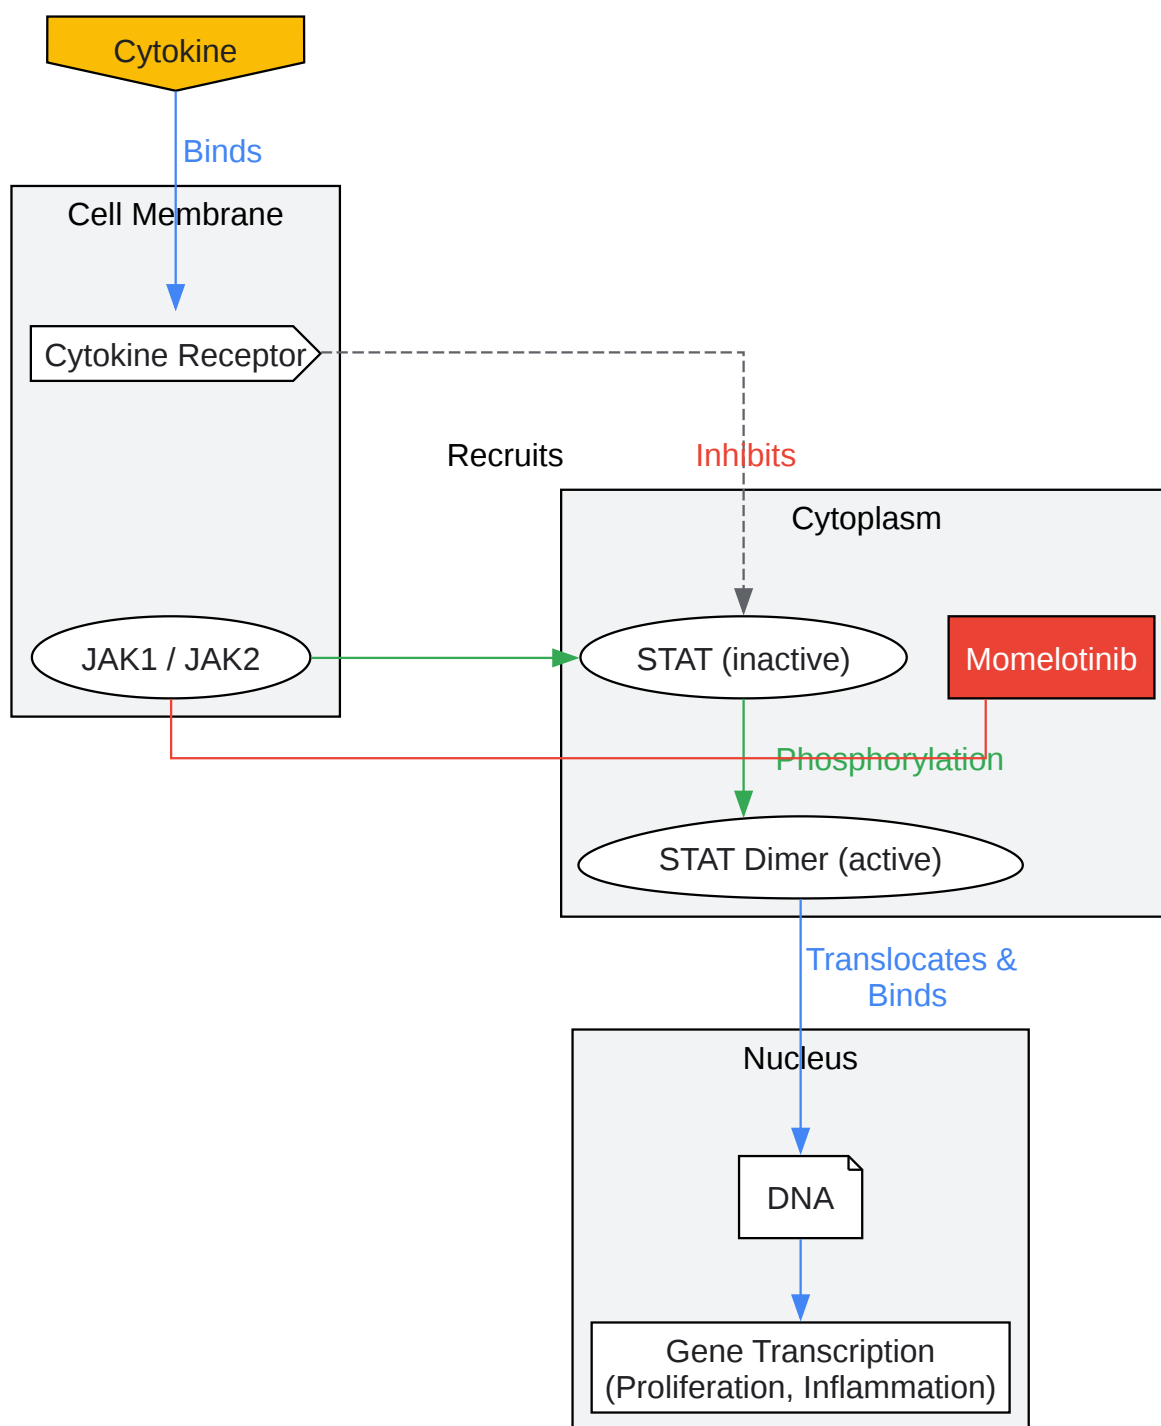 Cytokine
Binds
Cell Membrane
Cytokine Receptor
Recruits
Inhibits
Cytoplasm
JAK1 / JAK2
STAT (inactive)
Momelotinib
Phosphorylation
STAT Dimer (active)
Translocates &
Binds
Nucleus
DNA
Gene Transcription
(Proliferation, Inflammation)